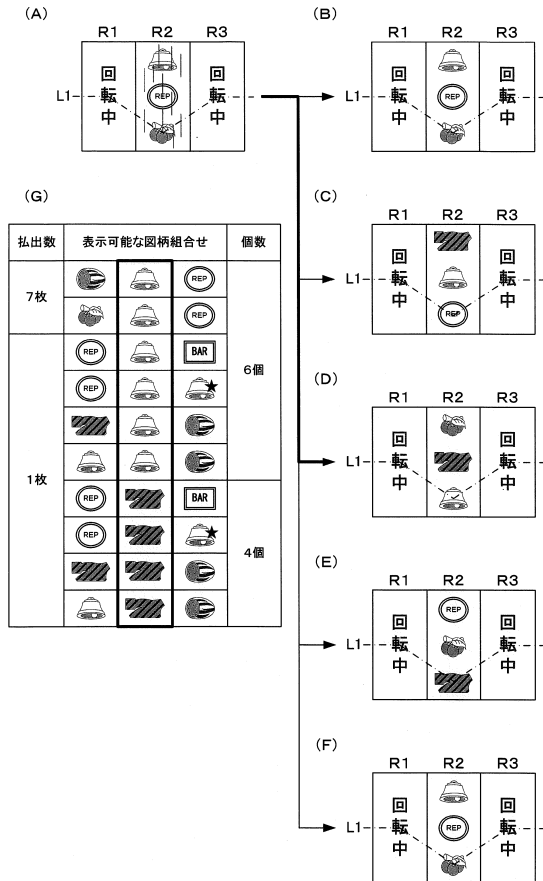 (A)
R1 R2 R3
L1
回転中
REP
回転中
(B)
R1 R2 R3
L1
回転中
REP
回転中
(G)
払出数 表示可能な図柄組合せ 個数
7枚
REP
REP
6個
1枚
REP BAR
REP
REP BAR
4個
REP
(C)
R1 R2 R3
L1
回転中
REP
回転中
(D)
R1 R2 R3
L1
回転中
回転中
(E)
R1 R2 R3
L1
回転中
REP
回転中
(F)
R1 R2 R3
L1
回転中
REP
回転中